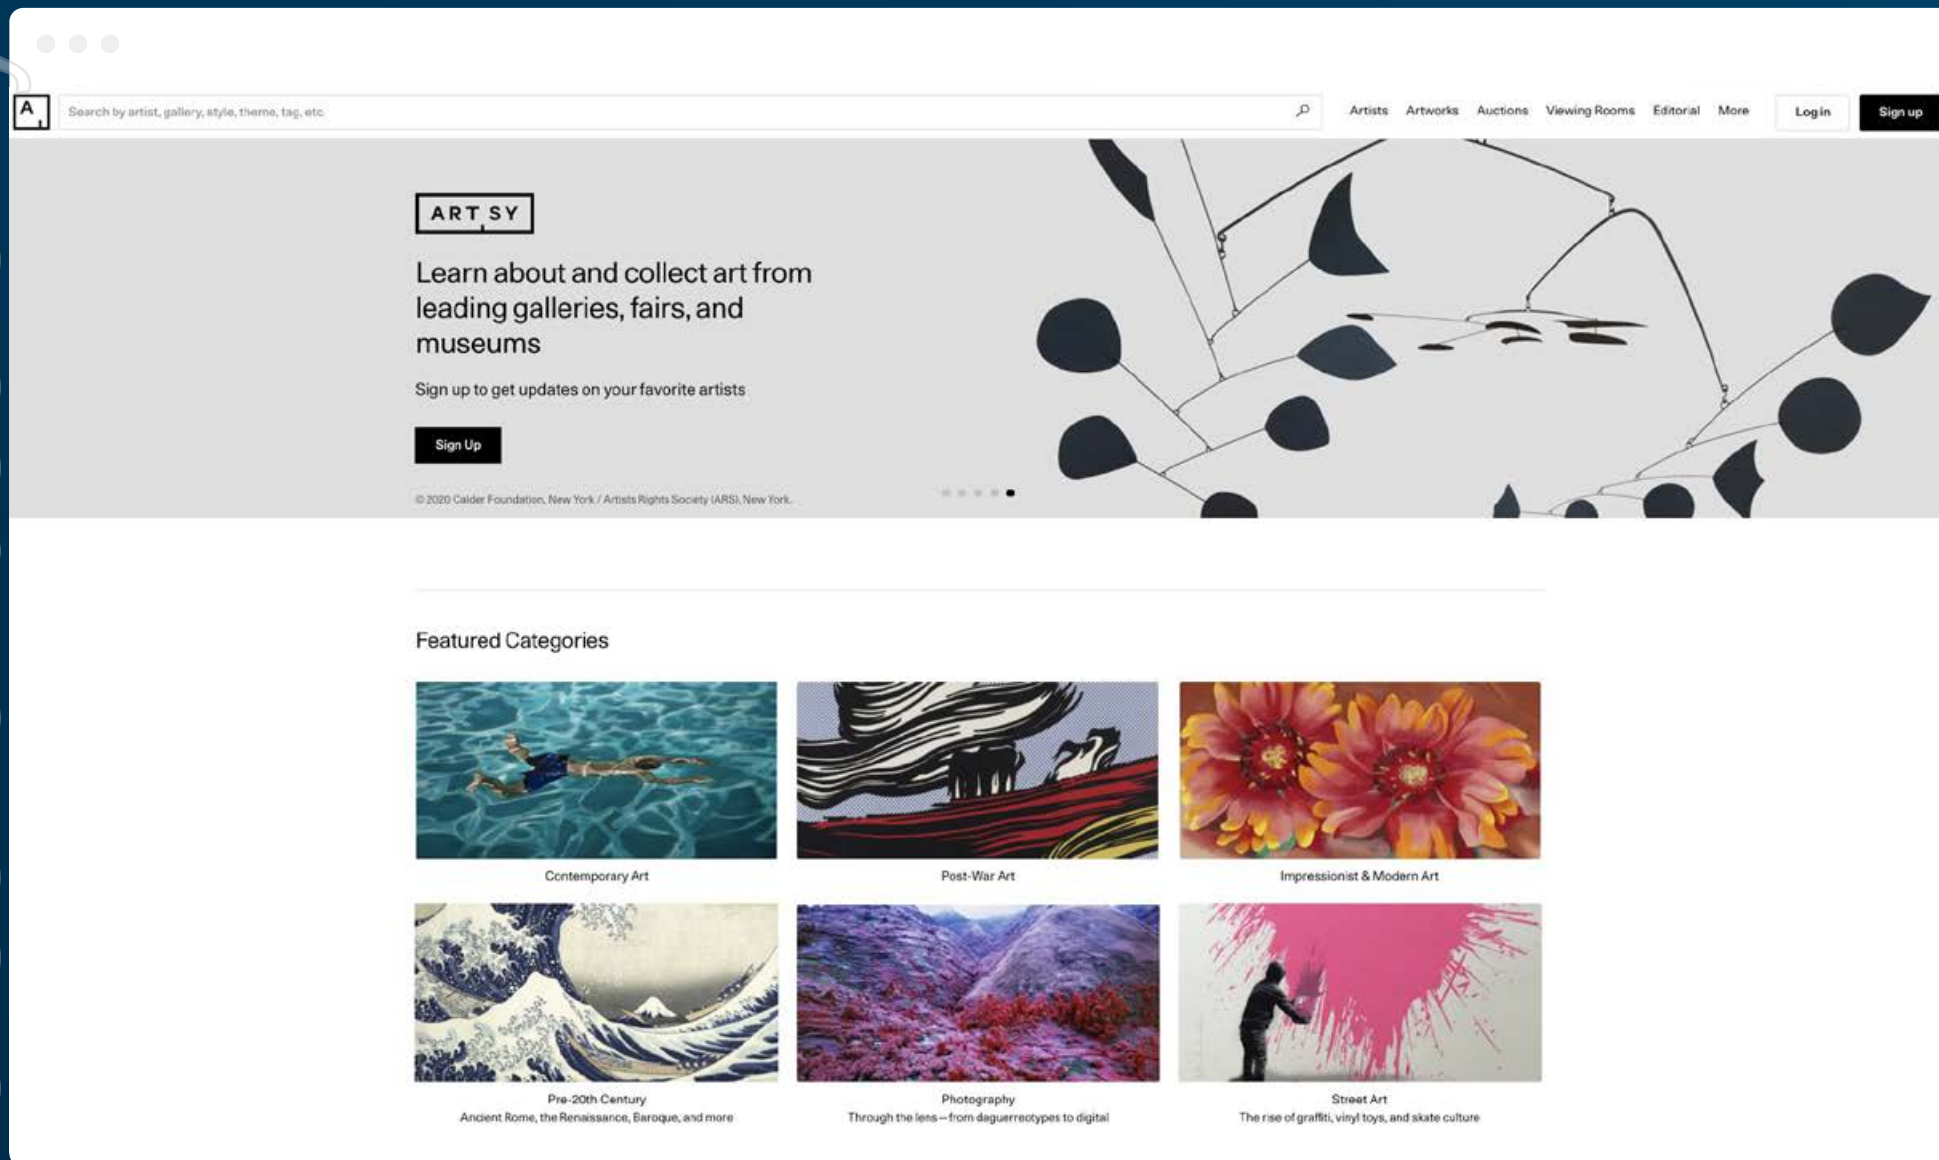 A,
Search by artist, gallery, style, theme, tag, etc.
Artists Artworks Auctions Viewing Rooms Editorial More Log in Sign up
ART,SY
Learn about and collect art from
leading galleries, fairs, and
museums
Sign up to get updates on your favorite artists
Sign Up
© 2020 Calder Foundation, New York / Artists Rights Society (ARS), New York.
Featured Categories
Contemporary Art
Post-War Art
Impressionist & Modern Art
Pre-20th Century
Ancient Rome, the Renaissance, Baroque, and more
Photography
Through the lens—from daguerreotypes to digital
Street Art
The rise of graffiti, vinyl toys, and skate culture